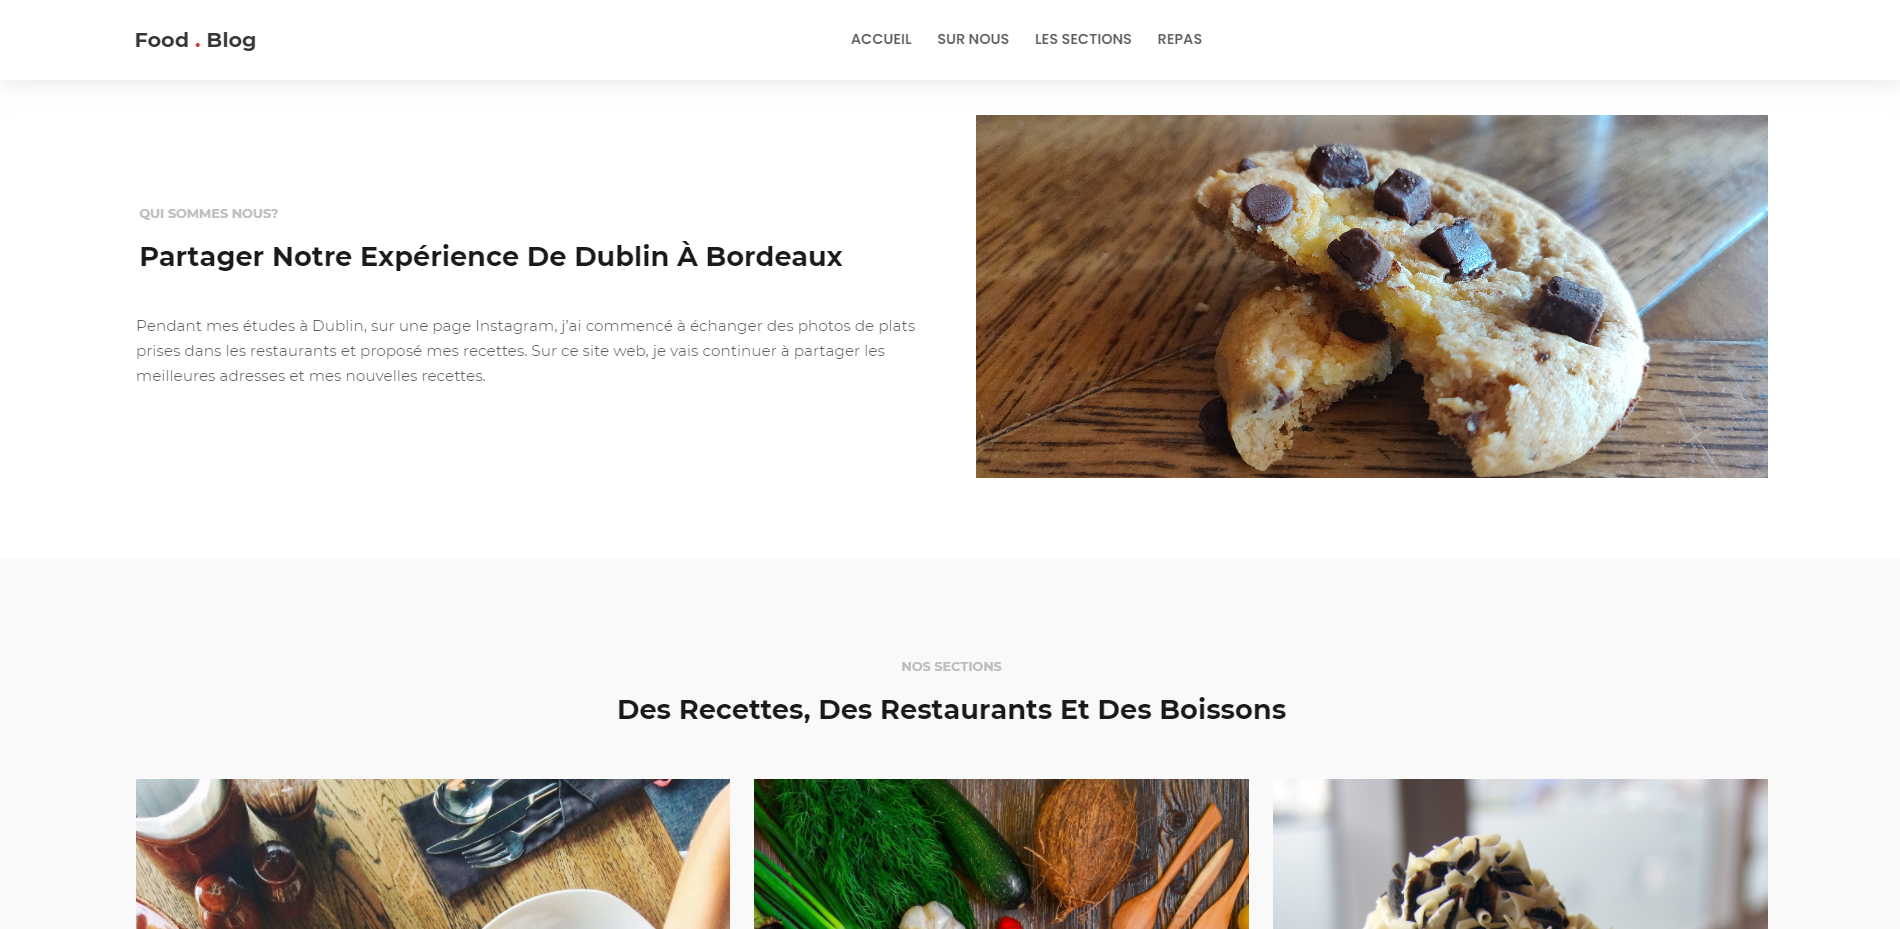 Food . Blog
ACCUEIL SUR NOUS LES SECTIONS REPAS
QUI SOMMES NOUS?
Partager Notre Expérience De Dublin À Bordeaux
Pendant mes études à Dublin, sur une page Instagram, j'ai commencé à échanger des photos de plats
prises dans les restaurants et proposé mes recettes. Sur ce site web, je vais continuer à partager les
meilleures adresses et mes nouvelles recettes.
NOS SECTIONS
Des Recettes, Des Restaurants Et Des Boissons